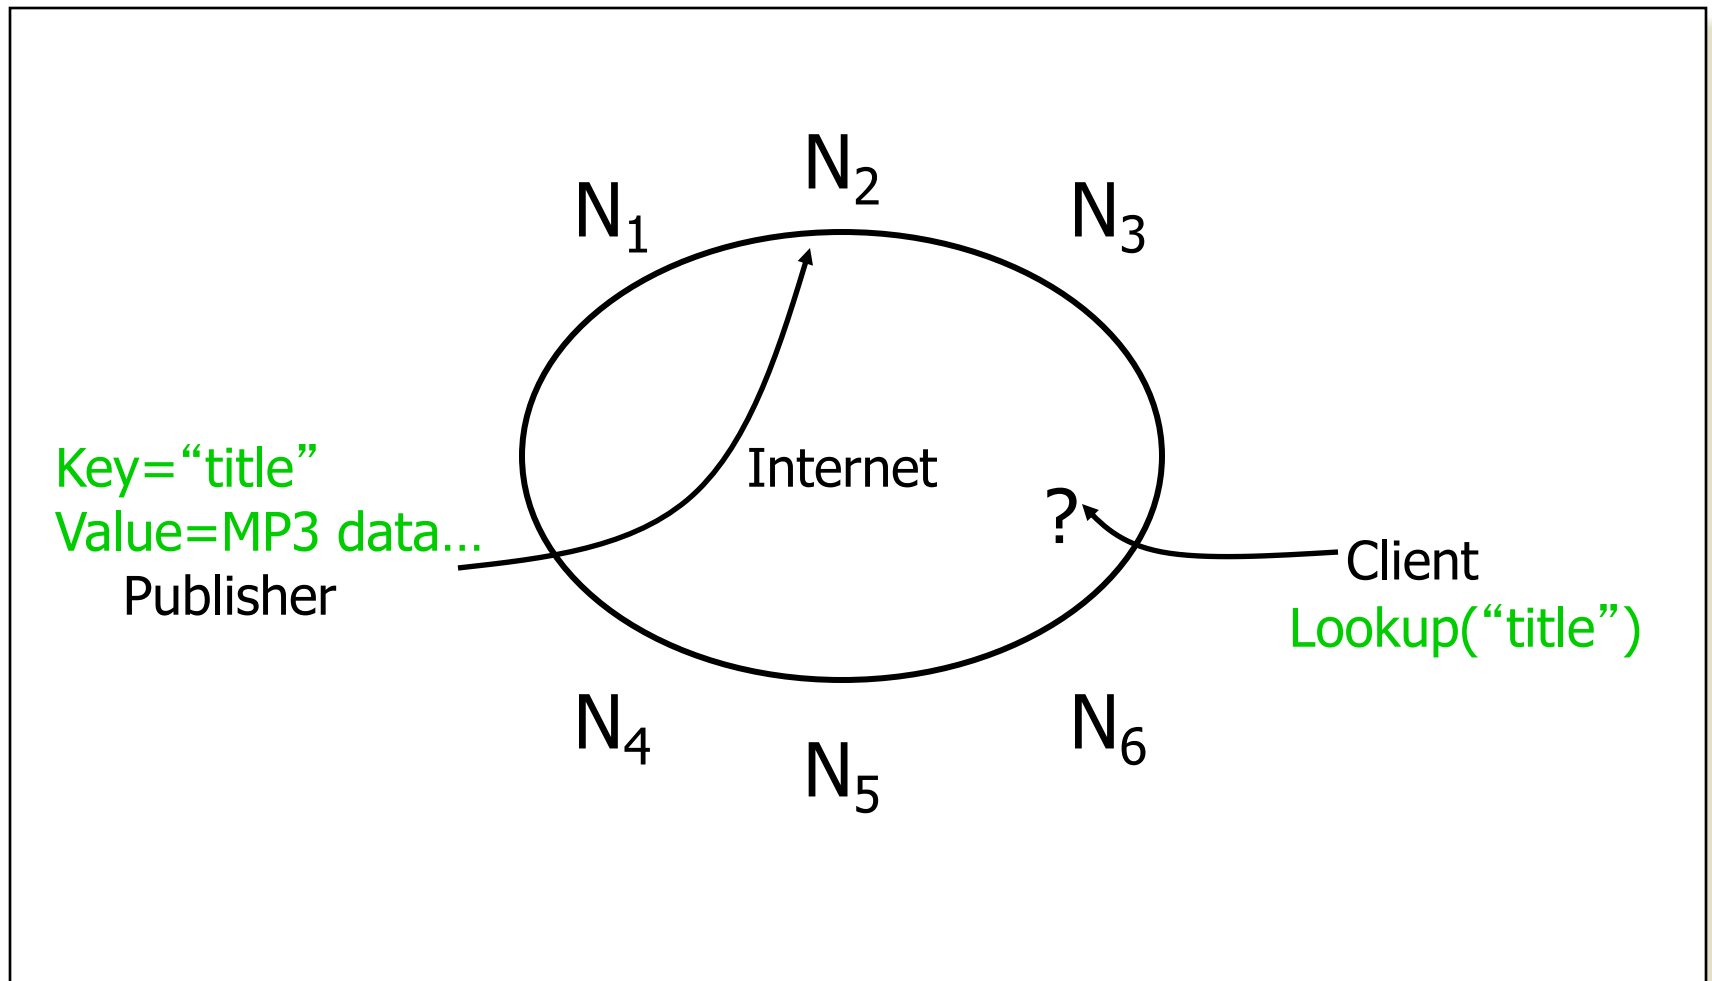 N2
N1
N3
Key=“title”
Internet
Value=MP3 data...
?
Client
Publisher
Lookup(“title”)
N4
N6
N5